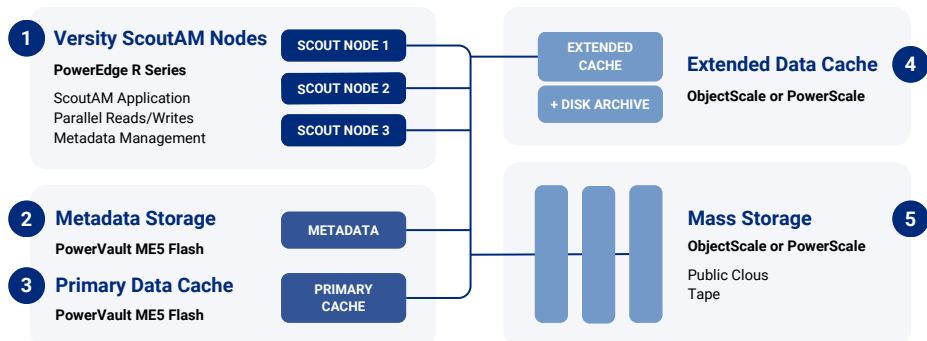 1
Versity ScoutAM Nodes
PowerEdge R Series
ScoutAM Application
Parallel Reads/Writes
Metadata Management
SCOUT NODE 1
SCOUT NODE 2
SCOUT NODE 3
2
Metadata Storage
PowerVault ME5 Flash
METADATA
3
Primary Data Cache
PowerVault ME5 Flash
PRIMARY
CACHE
EXTENDED
CACHE
+ DISK ARCHIVE
Extended Data Cache
ObjectScale or PowerScale
4
Mass Storage
ObjectScale or PowerScale
Public Clous
Tape
5